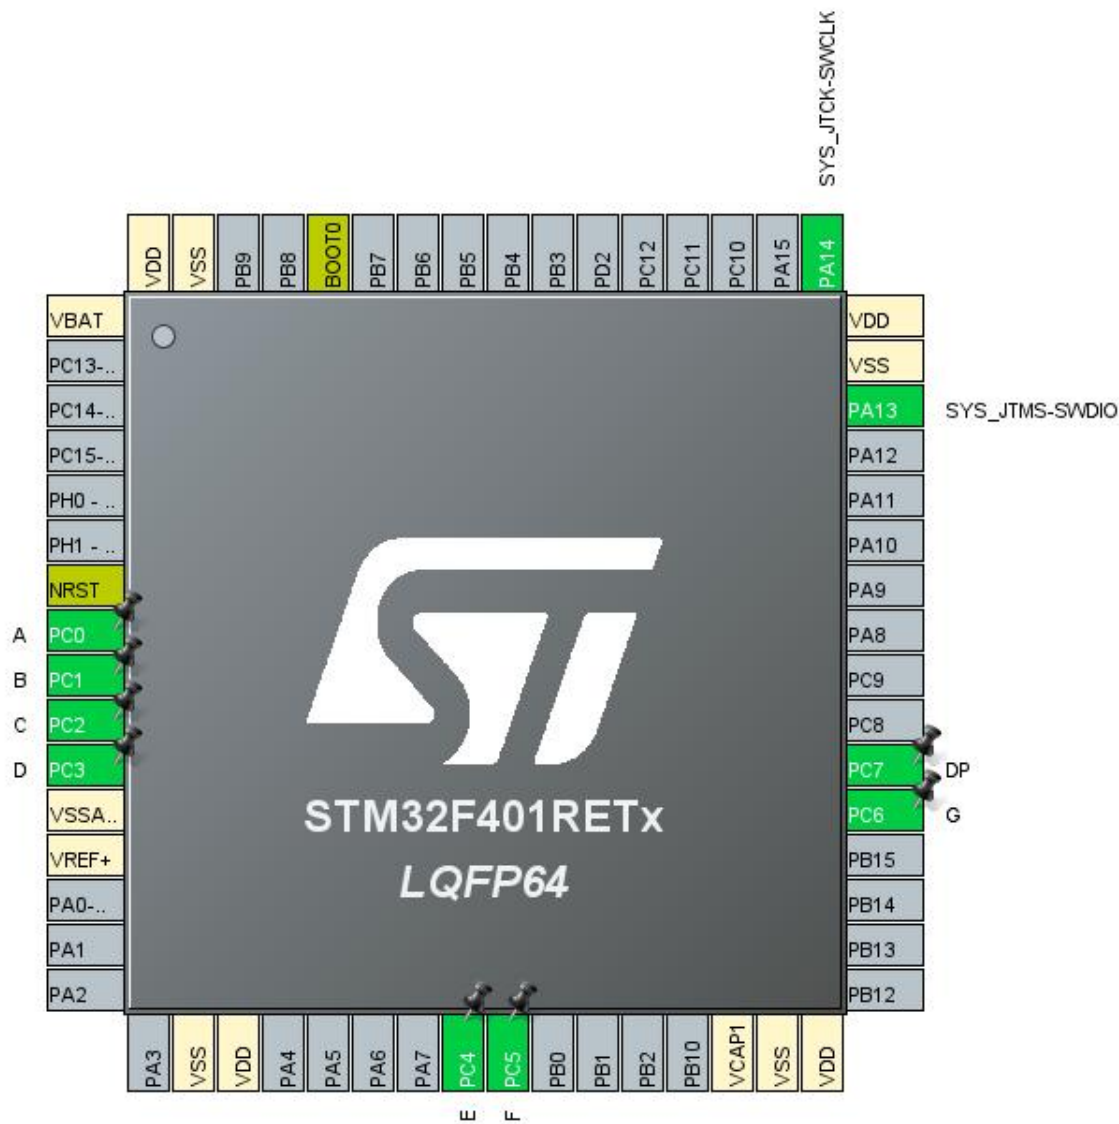 SYS_JTCK-SWCLK
VDD
VSS
PB9
PB8
BOOT0
PB7
PB6
PB5
PB4
PB3
PD2
PC12
PC11
PC10
PA15
PA14
VBAT
PC13-..
PC14-..
PC15-..
PH0 - ..
PH1 - ..
NRST
A PC0
B PC1
C PC2
D PC3
VSSA..
VREF+
PA0-..
PA1
PA2
STM32F401RETx
LQFP64
VDD
VSS
PA13 SYS_JTMS-SWDIO
PA12
PA11
PA10
PA9
PA8
PC9
PC8
PC7 DP
PC6 G
PB15
PB14
PB13
PB12
PA3
VSS
VDD
PA4
PA5
PA6
PA7
PC4
PC5
PB0
PB1
PB2
PB10
VCAP1
VSS
VDD
E
F